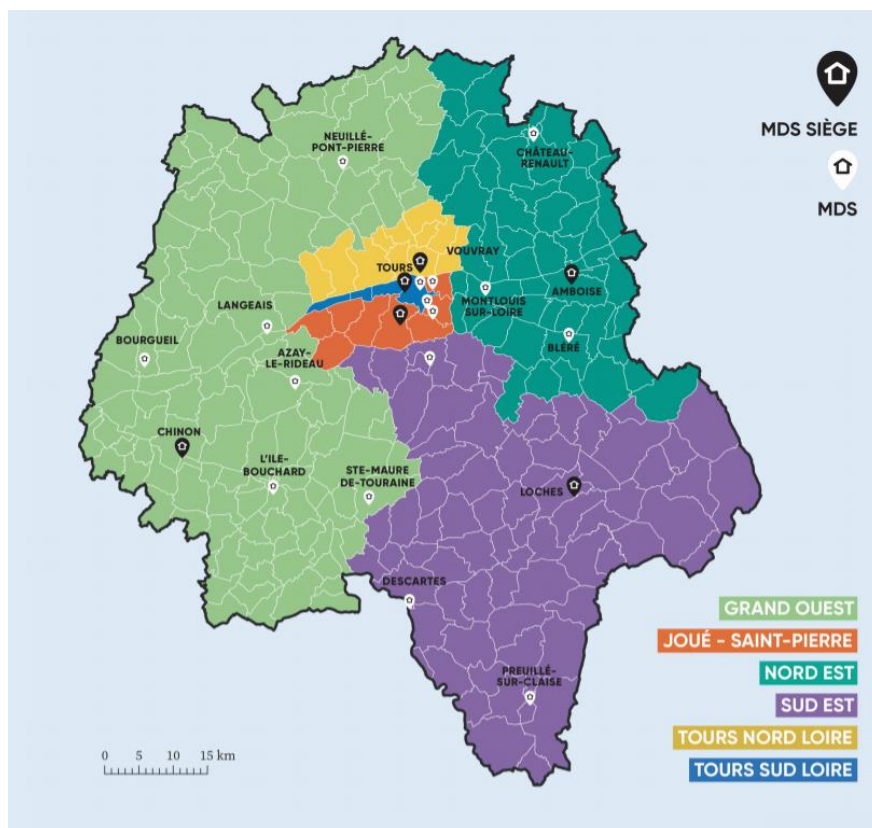 MDS SIÈGE
MDS
NEUILLÉ-
PONT-PIERRE
CHÂTEAU-
RENAULT
VOUVRAY
TOURS
LANGEAIS
MONTLOUIS
SUR-LOIRE
AMBOISE
BOURGUEIL
BLÉRÉ
AZAY-
LE-RIDEAU
CHINON
L'ILE-
BOUCHARD
STE-MAURE
DE-TOURAINE
LOCHES
DESCARTES
PREUILLÉ-
SUR-CLAISE
GRAND OUEST
JOUÉ - SAINT-PIERRE
NORD EST
SUD EST
TOURS NORD LOIRE
TOURS SUD LOIRE
0 5 10 15 km